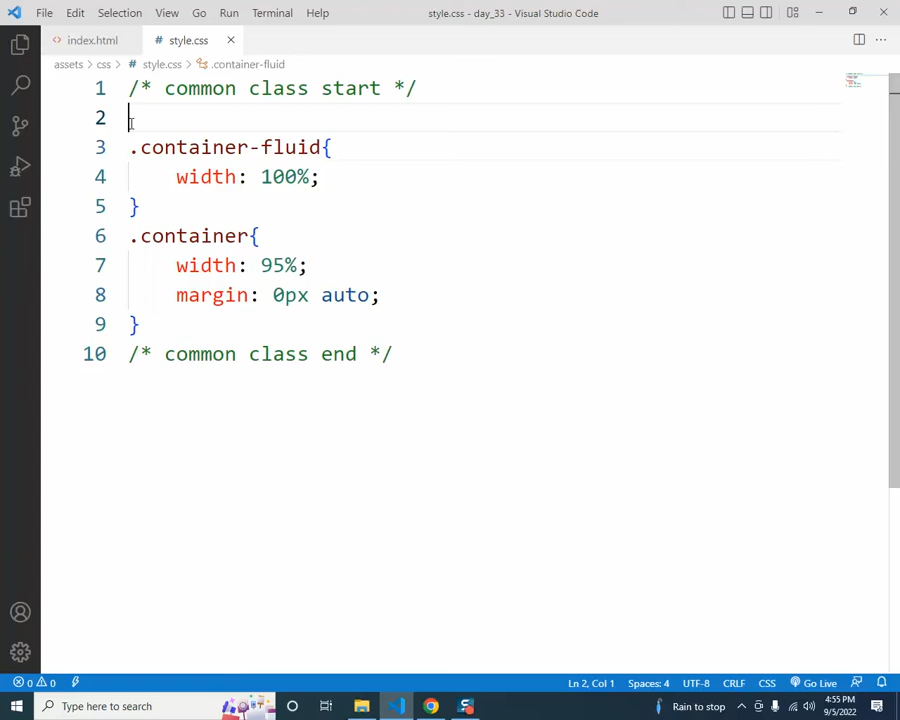 File Edit Selection View Go Run Terminal Help style.css - day_33 - Visual Studio Code
<> index.html # style.css ×
assets > css > # style.css > .container-fluid
1 /* common class start */
2
3 .container-fluid{
4 width: 100%;
5 }
6 .container{
7 width: 95%;
8 margin: 0px auto;
9 }
10 /* common class end */
0 0 Ln 2, Col 1 Spaces: 4 UTF-8 CRLF CSS Go Live
Type here to search Rain to stop 4:55 PM
9/5/2022